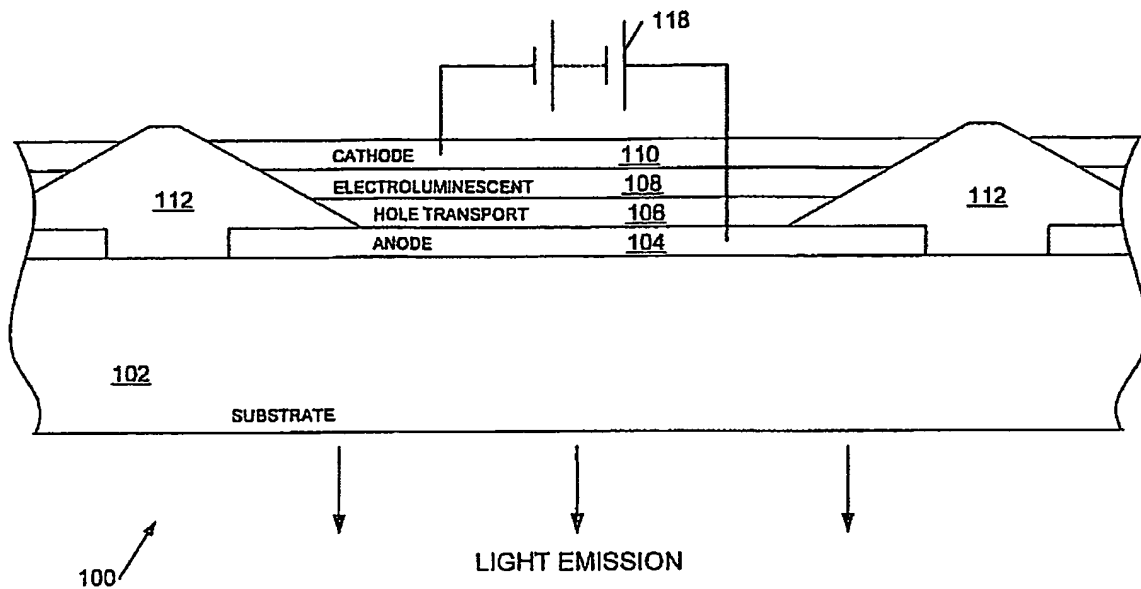 118
CATHODE 110
ELECTROLUMINESCENT 108
112
HOLE TRANSPORT 106
112
ANODE 104
102
SUBSTRATE
LIGHT EMISSION
100